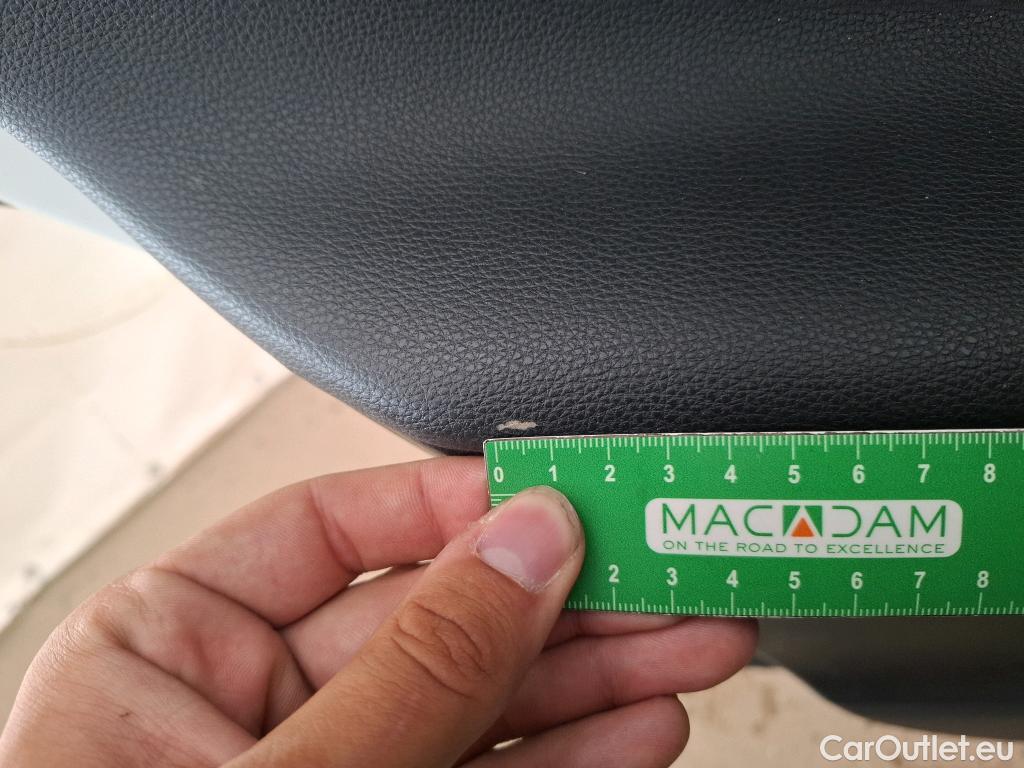 0 1 2 3 4 5 6 7 8
MACADAM
ON THE ROAD TO EXCELLENCE
2 3 4 5 6 7 8
CarOutlet.eu